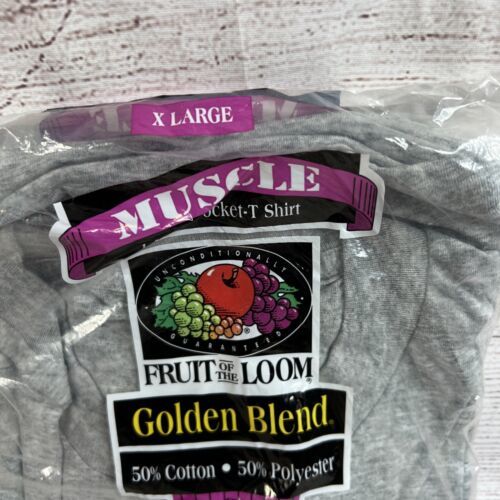 X LARGE
MUSCLE
ocket-T Shirt
UNCONDITIONALLY
GUARANTEED
®
FRUIT OF THE LOOM
Golden Blend®
50% Cotton • 50% Polyester